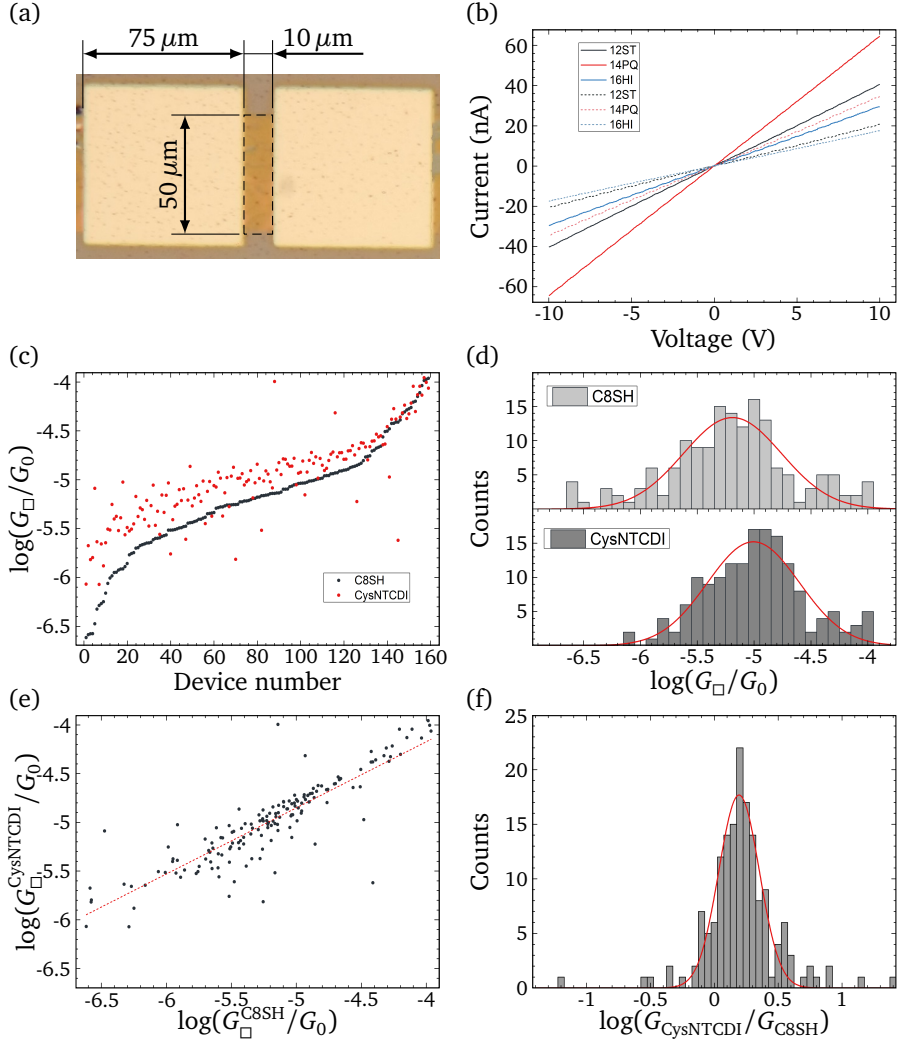 (a)
75 μm
10 μm
50 μm
(b)
60
40
20
0
-20
-40
-60
Current (nA)
12ST
14PQ
16HI
12ST
14PQ
16HI
-10
-5
0
5
10
Voltage (V)
(c)
-4
-4.5
-5
-5.5
-6
-6.5
log(G□/G0)
C8SH
CysNTCDI
0
20
40
60
80
100
120
140
160
Device number
(d)
C8SH
15
10
5
CysNTCDI
15
10
5
0
Counts
-6.5
-6
-5.5
-5
-4.5
-4
log(G□/G0)
(e)
-4
-4.5
-5
-5.5
-6
-6.5
log(G□CysNTCDI/G0)
-6.5
-6
-5.5
-5
-4.5
-4
log(G□C8SH/G0)
(f)
25
20
15
10
5
0
Counts
-1
-0.5
0
0.5
1
log(GCysNTCDI/GC8SH)